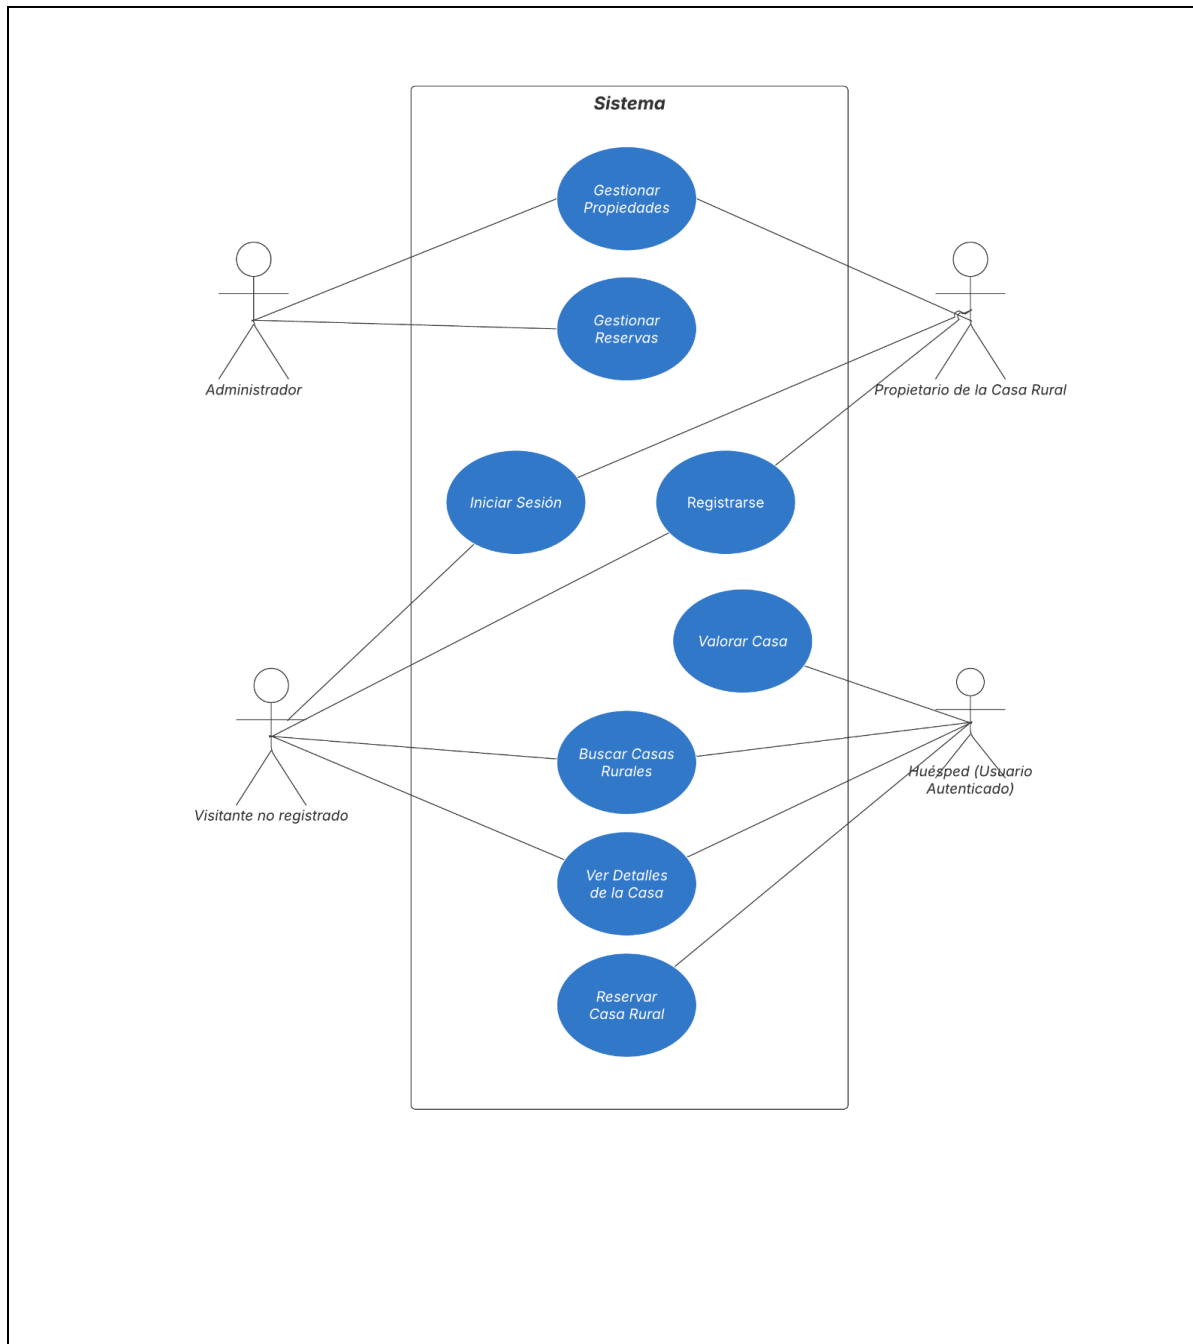 Sistema
Gestionar
Propiedades
Gestionar
Reservas
Administrador
Propietario de la Casa Rural
Iniciar Sesión
Registrarse
Valorar Casa
Buscar Casas
Rurales
Huésped (Usuario
Autenticado)
Visitante no registrado
Ver Detalles
de la Casa
Reservar
Casa Rural